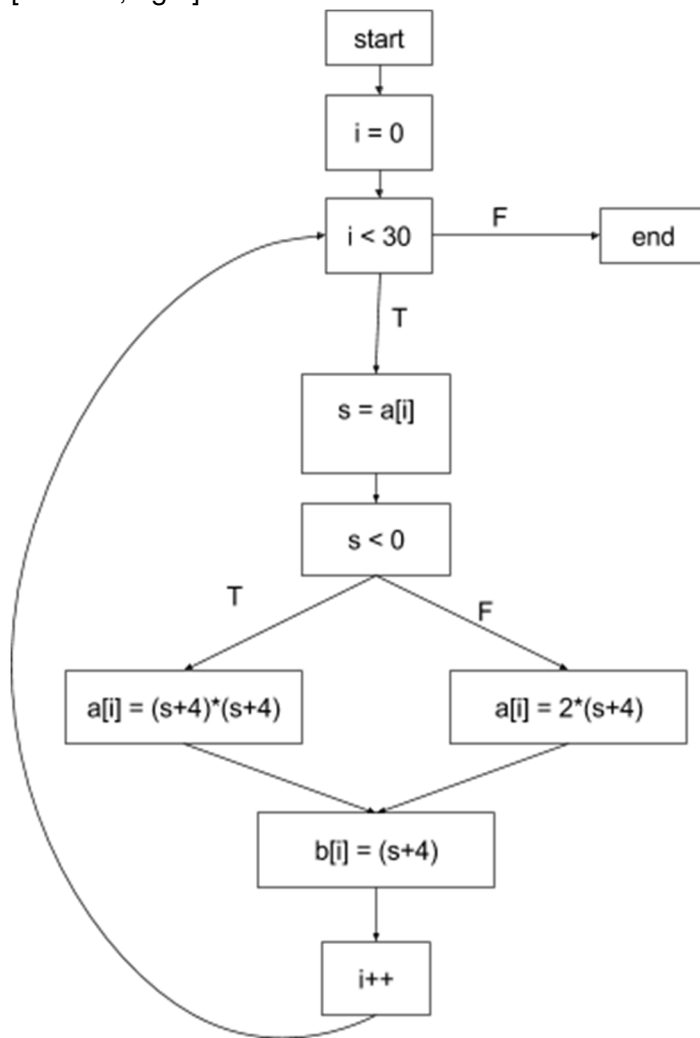 start
i = 0
i < 30
F
end
T
s = a[i]
s < 0
T
F
a[i] = (s+4)*(s+4)
a[i] = 2*(s+4)
b[i] = (s+4)
i++